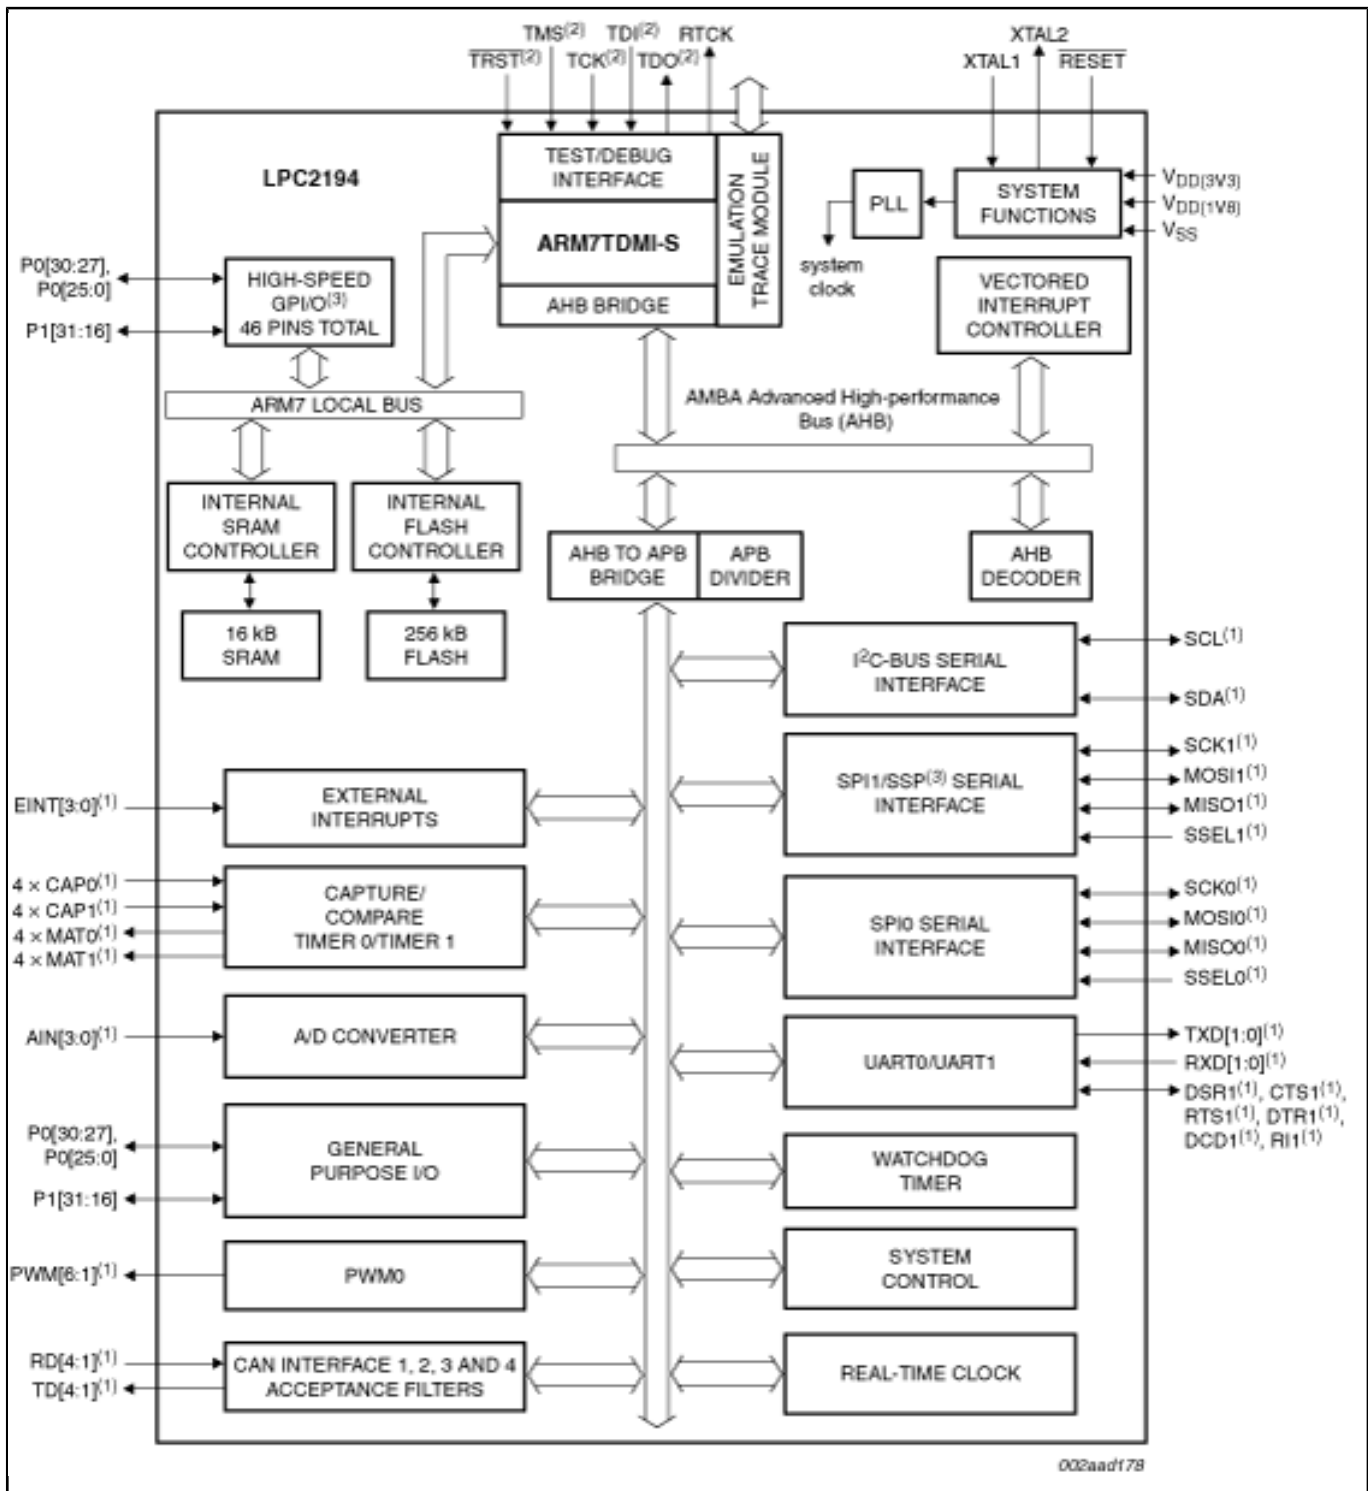 TMS(2) TDI(2) RTCK
TRST(2) TCK(2) TDO(2)
XTAL2
XTAL1 RESET
LPC2194
TEST/DEBUG
INTERFACE
ARM7TDMI-S
AHB BRIDGE
EMULATION
TRACE MODULE
PLL
system
clock
SYSTEM
FUNCTIONS
VDD(3V3)
VDD(1V8)
VSS
P0[30:27],
P0[25:0]
P1[31:16]
HIGH-SPEED
GPI/O(3)
46 PINS TOTAL
VECTORED
INTERRUPT
CONTROLLER
ARM7 LOCAL BUS
AMBA Advanced High-performance
Bus (AHB)
INTERNAL
SRAM
CONTROLLER
INTERNAL
FLASH
CONTROLLER
16 kB
SRAM
256 kB
FLASH
AHB TO APB
BRIDGE
APB
DIVIDER
AHB
DECODER
I2C-BUS SERIAL
INTERFACE
SCL(1)
SDA(1)
SPI1/SSP(3) SERIAL
INTERFACE
SCK1(1)
MOSI1(1)
MISO1(1)
SSEL1(1)
EINT[3:0](1)
EXTERNAL
INTERRUPTS
4 × CAP0(1)
4 × CAP1(1)
4 × MAT0(1)
4 × MAT1(1)
CAPTURE/
COMPARE
TIMER 0/TIMER 1
SPI0 SERIAL
INTERFACE
SCK0(1)
MOSI0(1)
MISO0(1)
SSEL0(1)
AIN[3:0](1)
A/D CONVERTER
UART0/UART1
TXD[1:0](1)
RXD[1:0](1)
DSR1(1), CTS1(1),
RTS1(1), DTR1(1),
DCD1(1), RI1(1)
P0[30:27],
P0[25:0]
P1[31:16]
GENERAL
PURPOSE I/O
WATCHDOG
TIMER
PWM[6:1](1)
PWM0
SYSTEM
CONTROL
RD[4:1](1)
TD[4:1](1)
CAN INTERFACE 1, 2, 3 AND 4
ACCEPTANCE FILTERS
REAL-TIME CLOCK
002aad178